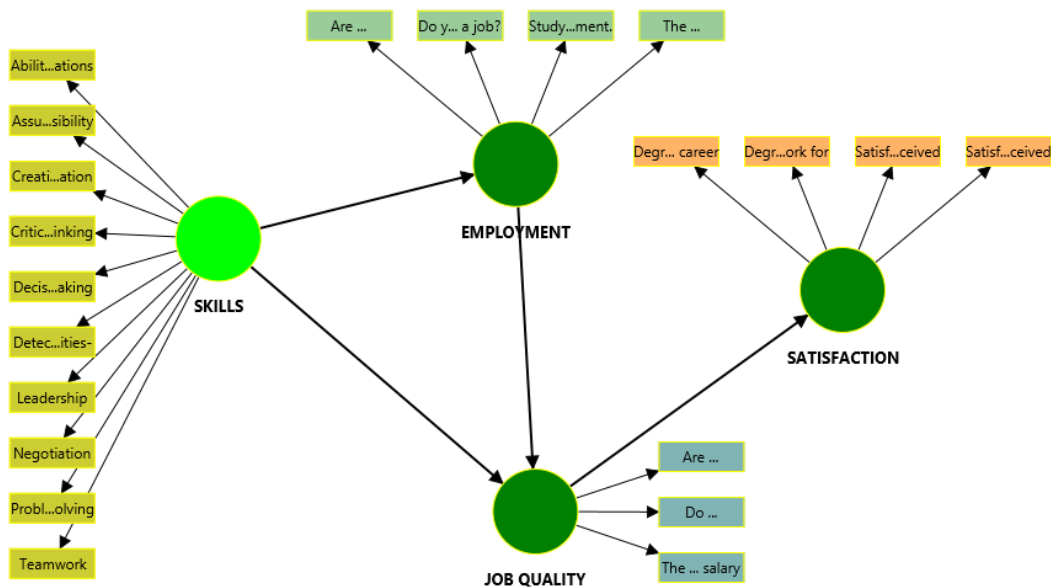 Are ...
Do y... a job?
Study...ment.
The ...
Abilit...ations
Assu...sibility
Creati...ation
Critic...inking
Decis...aking
Detec...ities-
Leadership
Negotiation
Probl...olving
Teamwork
SKILLS
EMPLOYMENT
Degr... career
Degr...ork for
Satisf...ceived
Satisf...ceived
SATISFACTION
Are ...
Do ...
The ... salary
JOB QUALITY